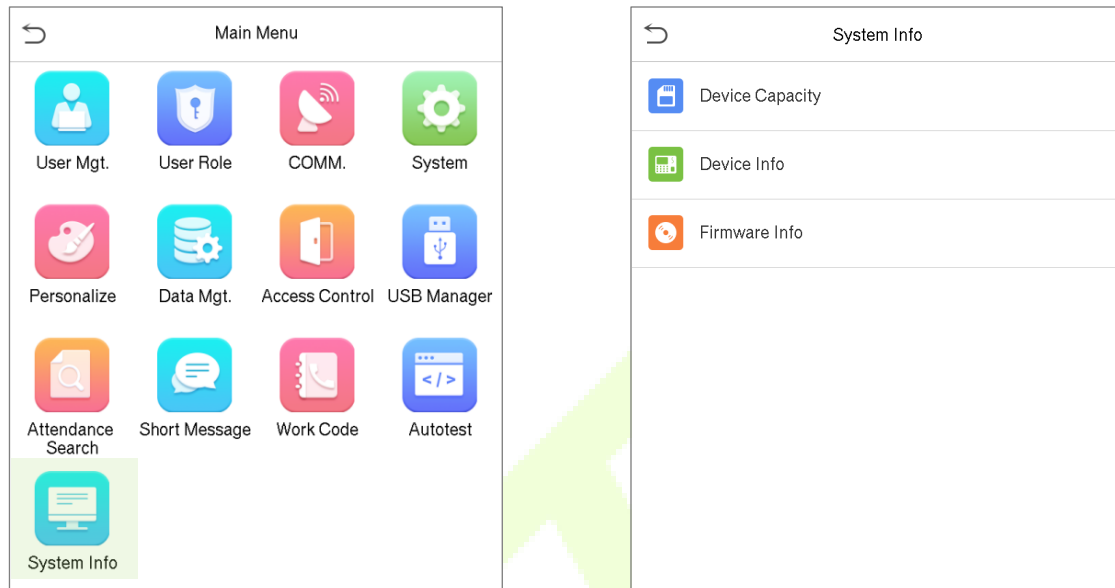 Main Menu
User Mgt.
User Role
COMM.
System
Personalize
Data Mgt.
Access Control
USB Manager
Attendance
Search
Short Message
Work Code
</>
Autotest
System Info
System Info
Device Capacity
Device Info
Firmware Info